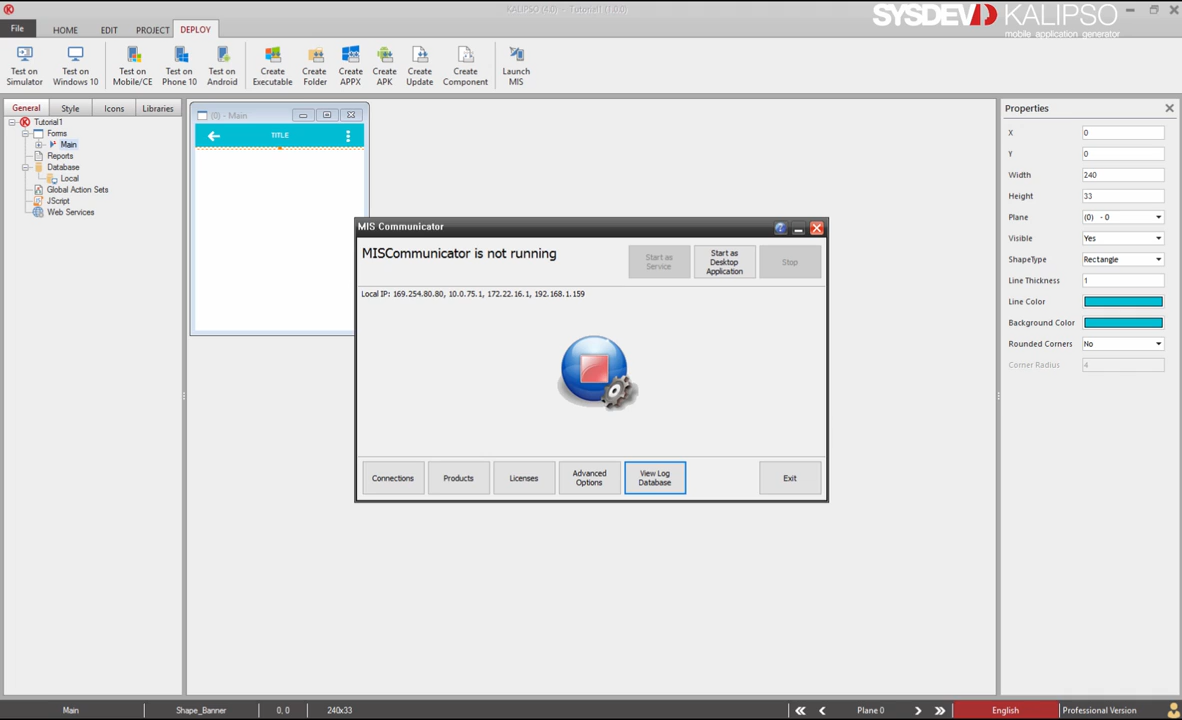 KALIPSO (4.0) - Tutorial1 (1.0.0)
SYSDEV KALIPSO
mobile application generator
File
HOME
EDIT
PROJECT
DEPLOY
Test on
Simulator
Test on
Windows 10
Test on
Mobile/CE
Test on
Phone 10
Test on
Android
Create
Executable
Create
Folder
Create
APPX
Create
APK
Create
Update
Create
Component
Launch
MIS
General
Style
Icons
Libraries
Tutorial1
Forms
Main
Reports
Database
Local
Global Action Sets
JScript
Web Services
(0) - Main
TITLE
MIS Communicator
MISCommunicator is not running
Start as
Service
Start as
Desktop
Application
Stop
Local IP: 169.254.80.80, 10.0.75.1, 172.22.16.1, 192.168.1.159
Connections
Products
Licenses
Advanced
Options
View Log
Database
Exit
Properties
X 0
Y 0
Width 240
Height 33
Plane (0) - 0
Visible Yes
ShapeType Rectangle
Line Thickness 1
Line Color
Background Color
Rounded Corners No
Corner Radius 4
Main
Shape_Banner
0, 0
240x33
Plane 0
English
Professional Version